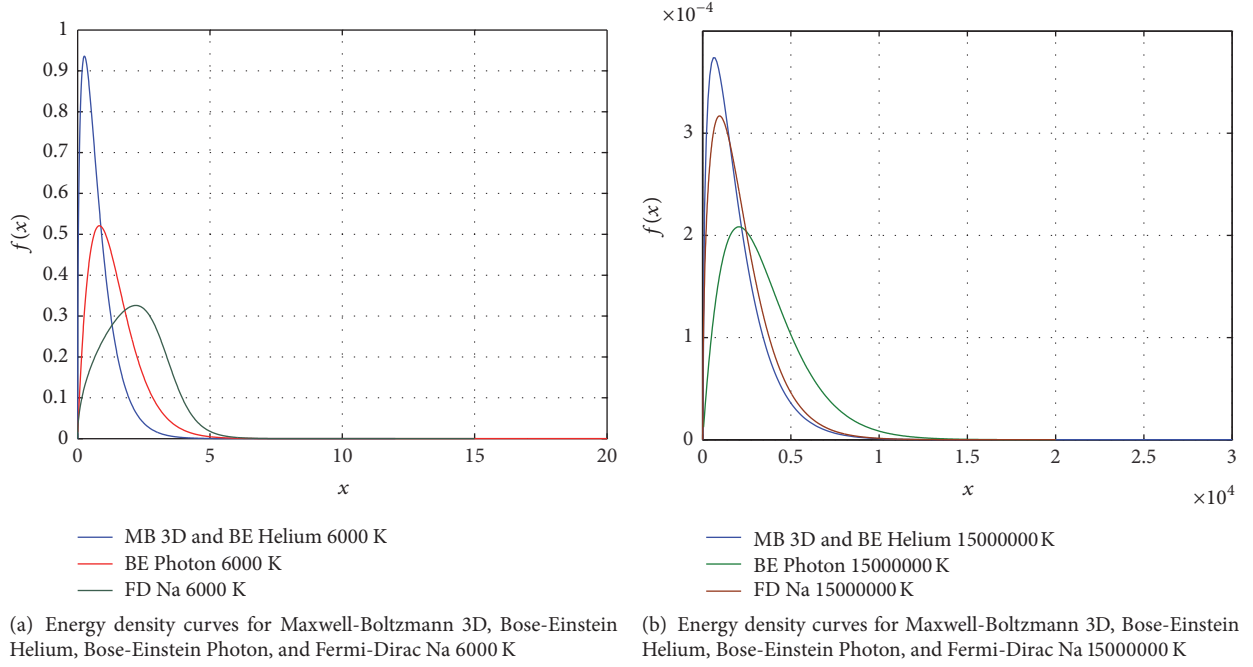 1
0.9
0.8
0.7
0.6
0.5
0.4
0.3
0.2
0.1
0
f(x)
0 5 10 15 20
x
MB 3D and BE Helium 6000 K
BE Photon 6000 K
FD Na 6000 K
(a) Energy density curves for Maxwell-Boltzmann 3D, Bose-Einstein
Helium, Bose-Einstein Photon, and Fermi-Dirac Na 6000 K
×10⁻⁴
3
2
1
0
f(x)
0 0.5 1 1.5 2 2.5 3
x
×10⁴
MB 3D and BE Helium 15000000 K
BE Photon 15000000 K
FD Na 15000000 K
(b) Energy density curves for Maxwell-Boltzmann 3D, Bose-Einstein
Helium, Bose-Einstein Photon, and Fermi-Dirac Na 15000000 K